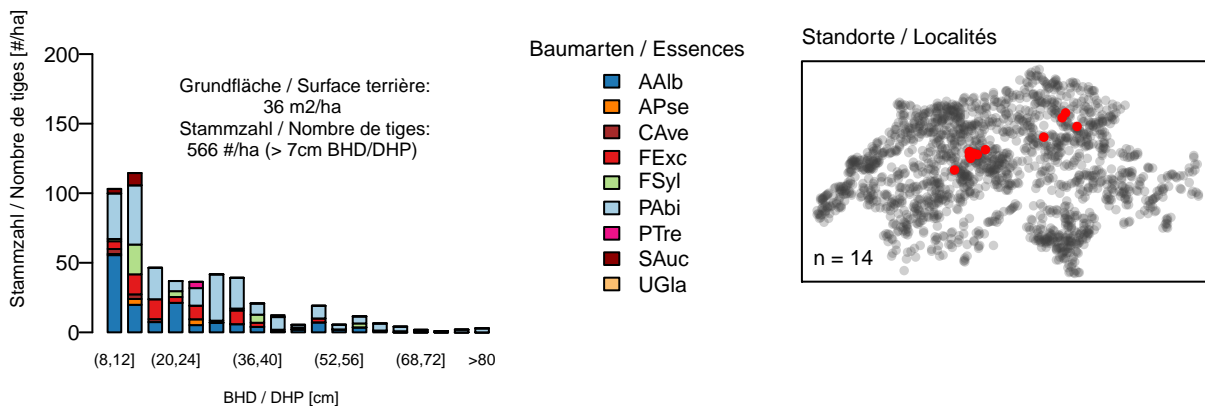 Stammzahl / Nombre de tiges [#/ha]
200
150
100
50
0
Grundfläche / Surface terrière:
36 m2/ha
Stammzahl / Nombre de tiges:
566 #/ha (> 7cm BHD/DHP)
(8,12]
(20,24]
(36,40]
(52,56]
(68,72]
>80
BHD / DHP [cm]
Baumarten / Essences
AAlb
APse
CAve
FExc
FSyl
PAbi
PTre
SAuc
UGla
Standorte / Localités
n = 14